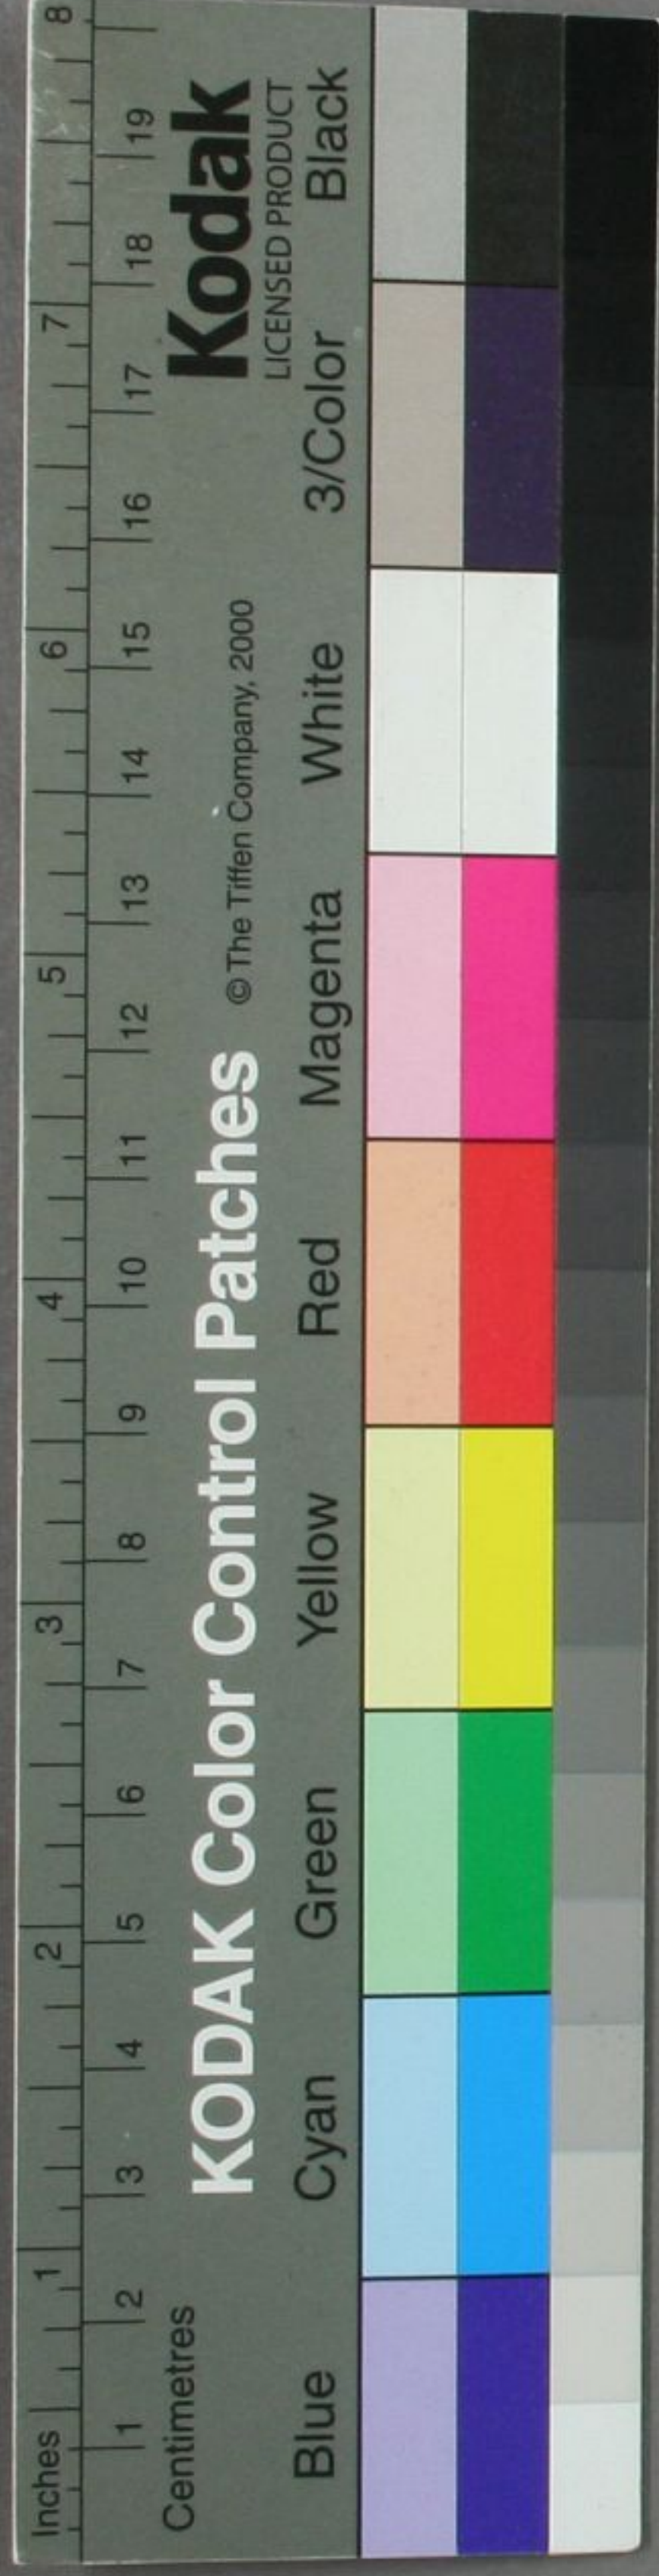 Inches 1 2 3 4 5 6 7 8
1 2 3 4 5 6 7 8 9 10 11 12 13 14 15 16 17 18 19
Centimetres
KODAK Color Control Patches © The Tiffen Company, 2000 Kodak
LICENSED PRODUCT
Blue Cyan Green Yellow Red Magenta White 3/Color Black